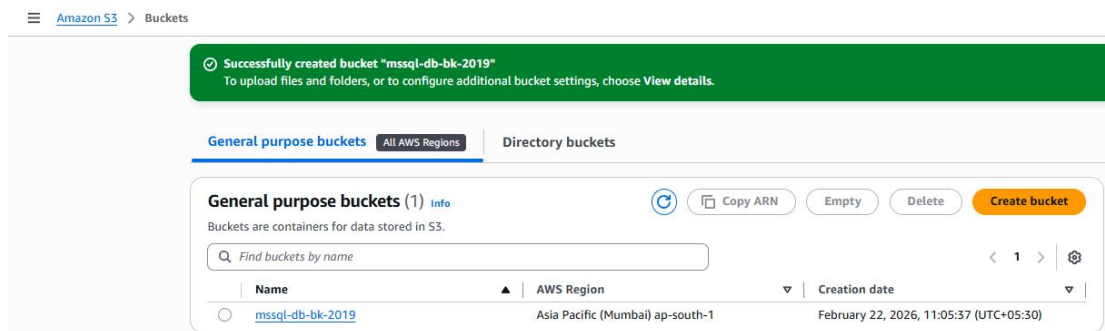 Amazon S3 > Buckets
Successfully created bucket "mssql-db-bk-2019"
To upload files and folders, or to configure additional bucket settings, choose View details.
General purpose buckets All AWS Regions Directory buckets
General purpose buckets (1) Info Copy ARN Empty Delete Create bucket
Buckets are containers for data stored in S3.
Find buckets by name < 1 >
Name AWS Region Creation date
mssql-db-bk-2019 Asia Pacific (Mumbai) ap-south-1 February 22, 2026, 11:05:37 (UTC+05:30)